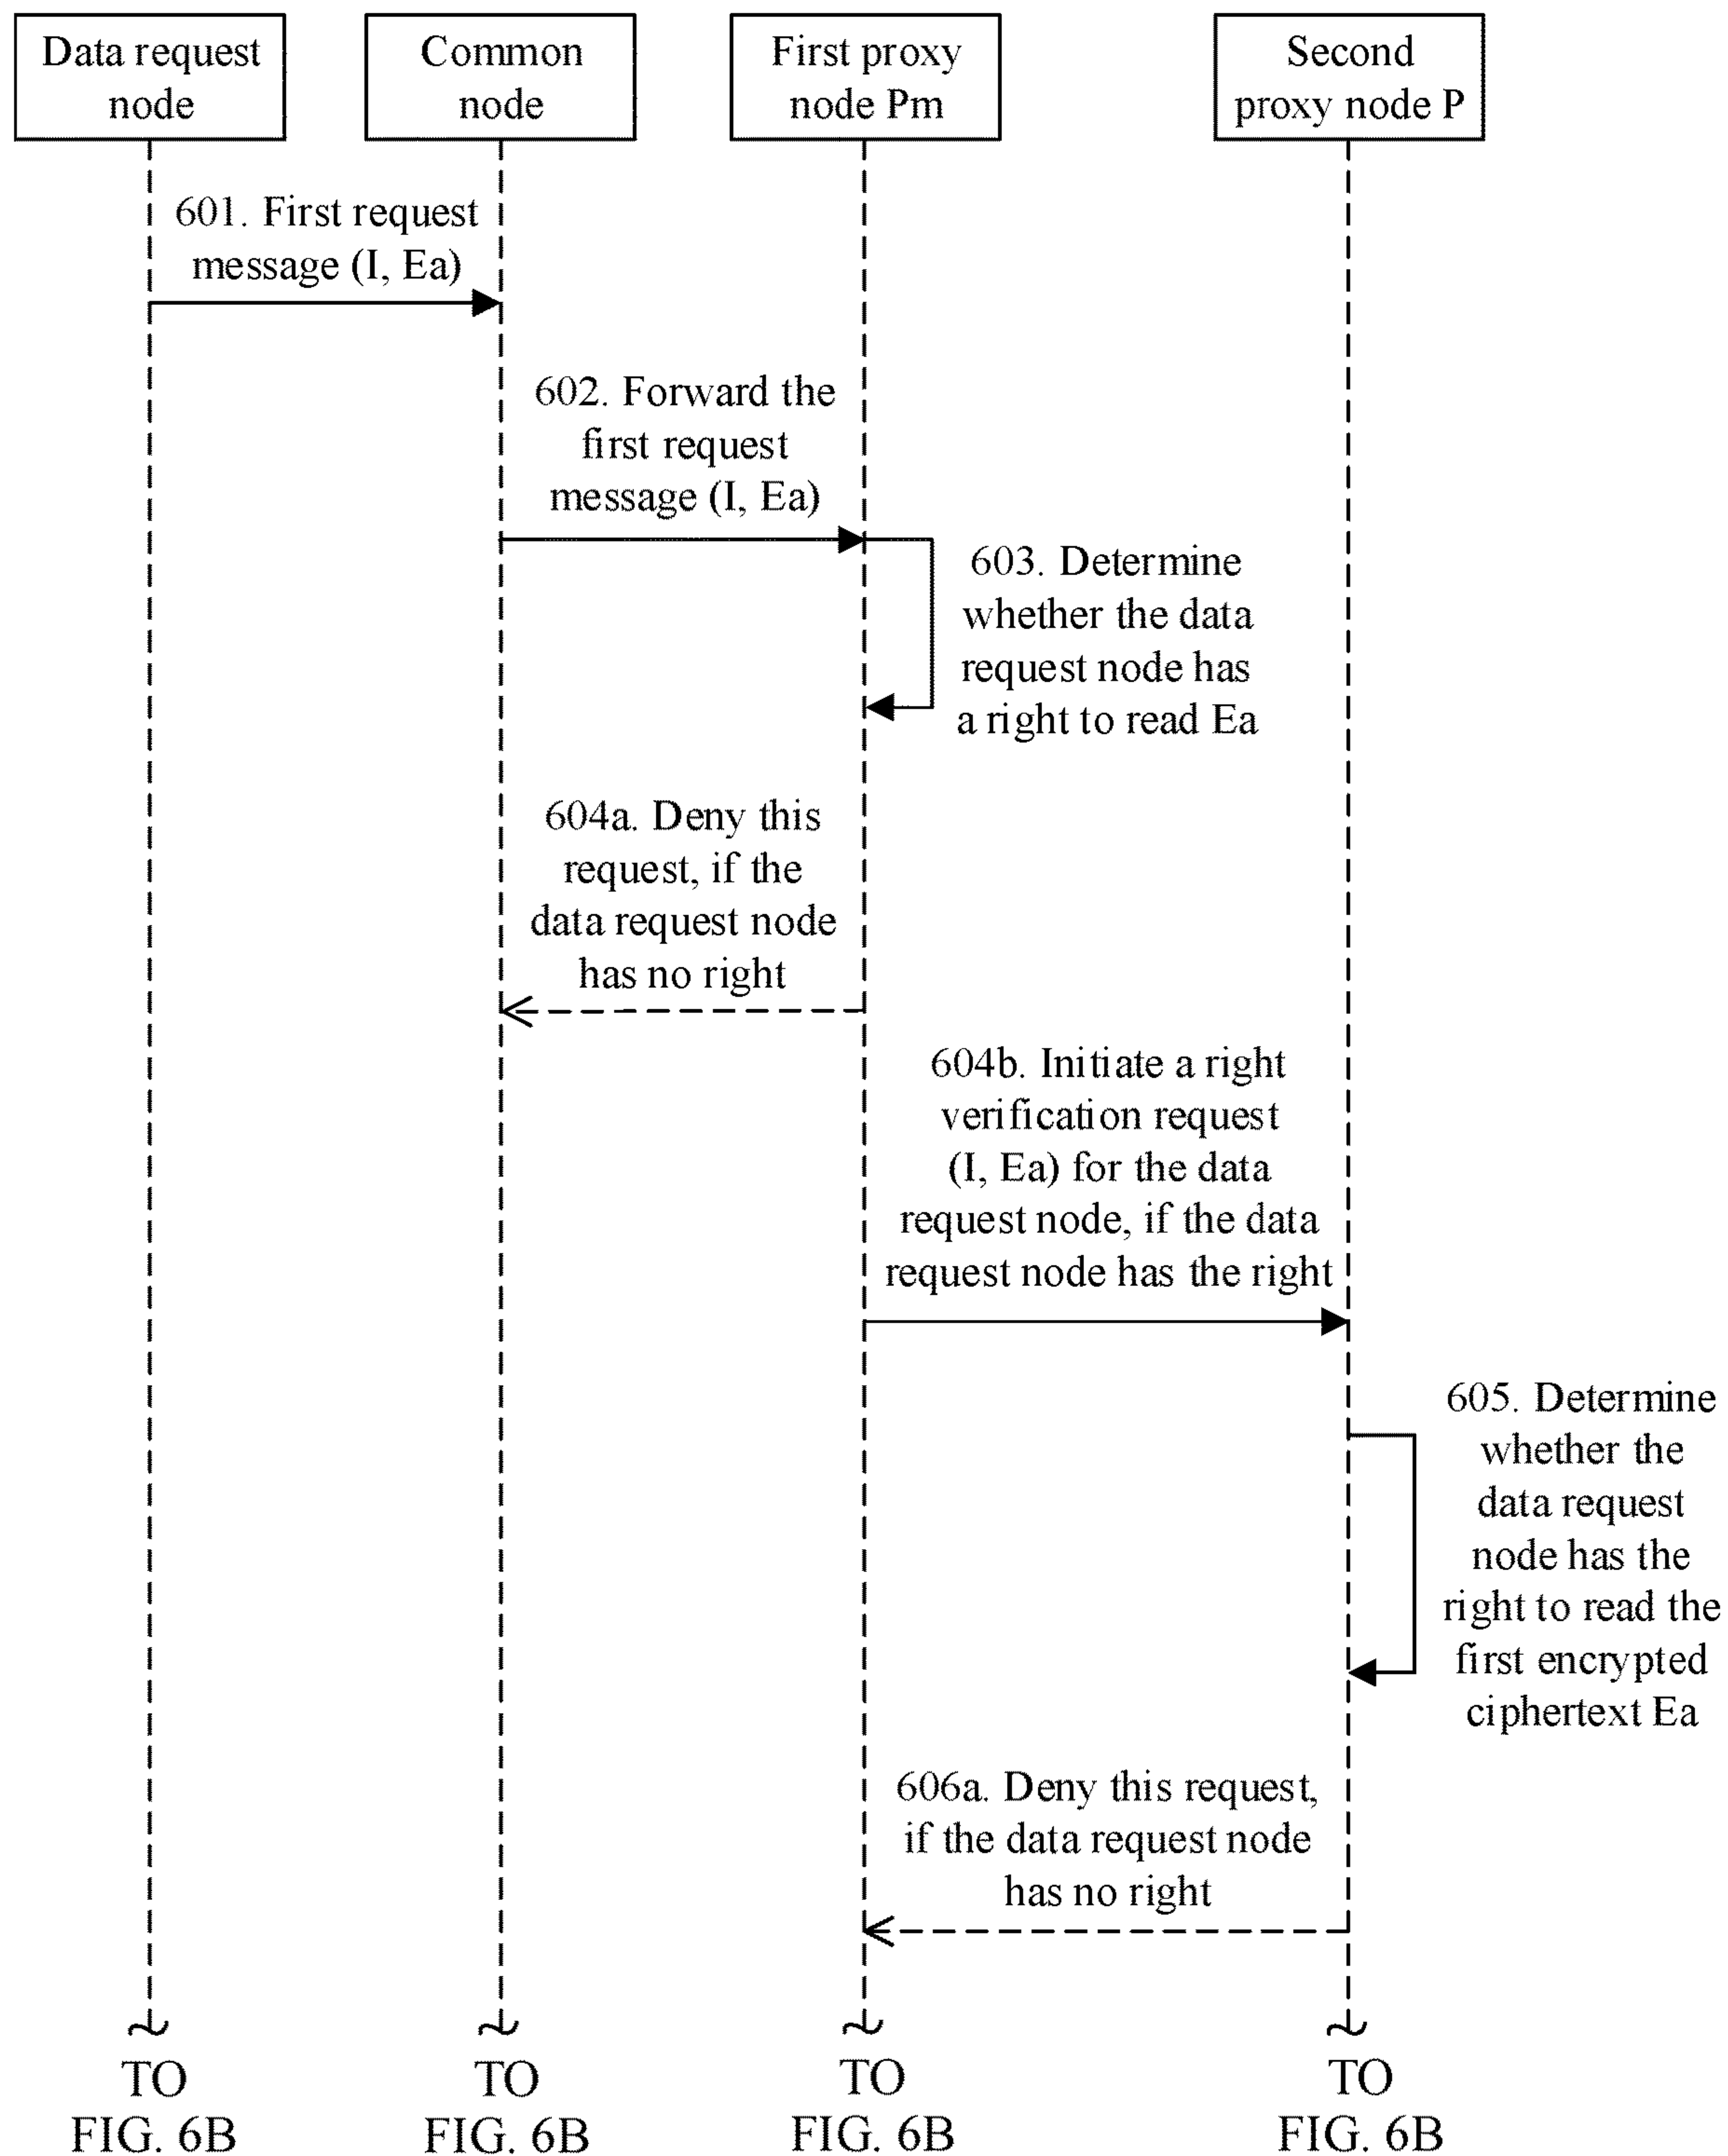 Data request
node
Common
node
First proxy
node Pm
Second
proxy node P
601. First request
message (I, Ea)
602. Forward the
first request
message (I, Ea)
603. Determine
whether the data
request node has
a right to read Ea
604a. Deny this
request, if the
data request node
has no right
604b. Initiate a right
verification request
(I, Ea) for the data
request node, if the data
request node has the right
605. Determine
whether the
data request
node has the
right to read the
first encrypted
ciphertext Ea
606a. Deny this request,
if the data request node
has no right
TO
FIG. 6B
TO
FIG. 6B
TO
FIG. 6B
TO
FIG. 6B